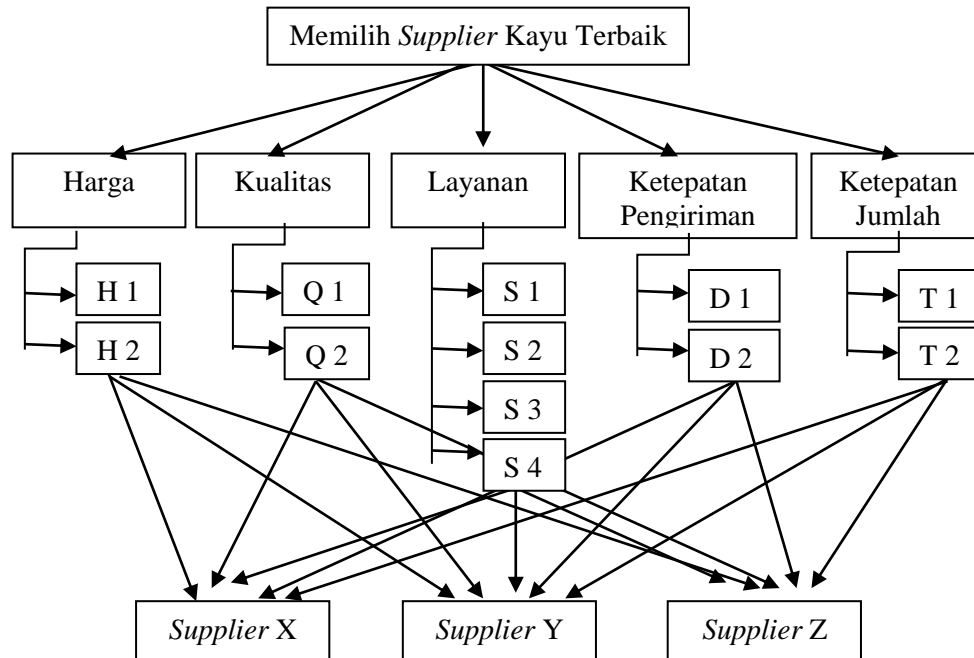 Memilih Supplier Kayu Terbaik
Harga
Kualitas
Layanan
Ketepatan
Pengiriman
Ketepatan
Jumlah
H 1
H 2
Q 1
Q 2
S 1
S 2
S 3
S 4
D 1
D 2
T 1
T 2
Supplier X
Supplier Y
Supplier Z